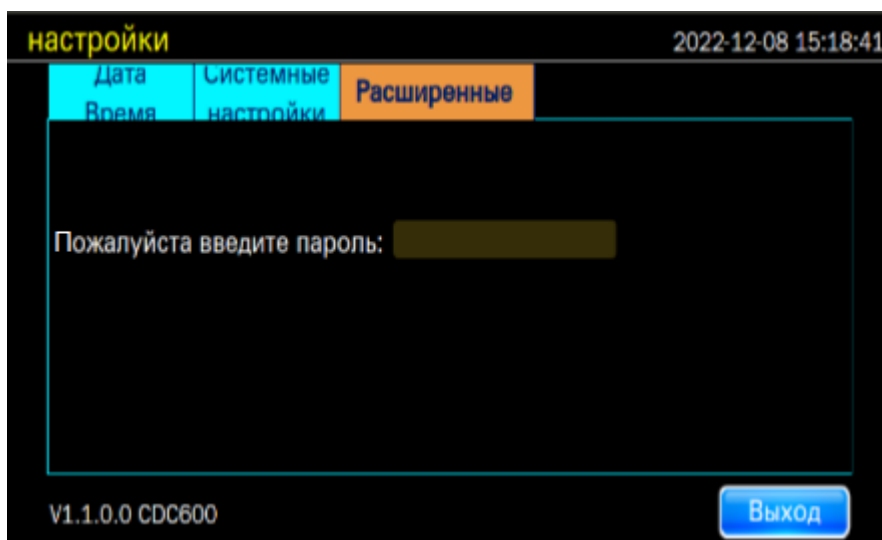 настройки
2022-12-08 15:18:41
Дата
Время
Системные
настройки
Расширенные
Пожалуйста введите пароль:
V1.1.0.0 CDC600
Выход